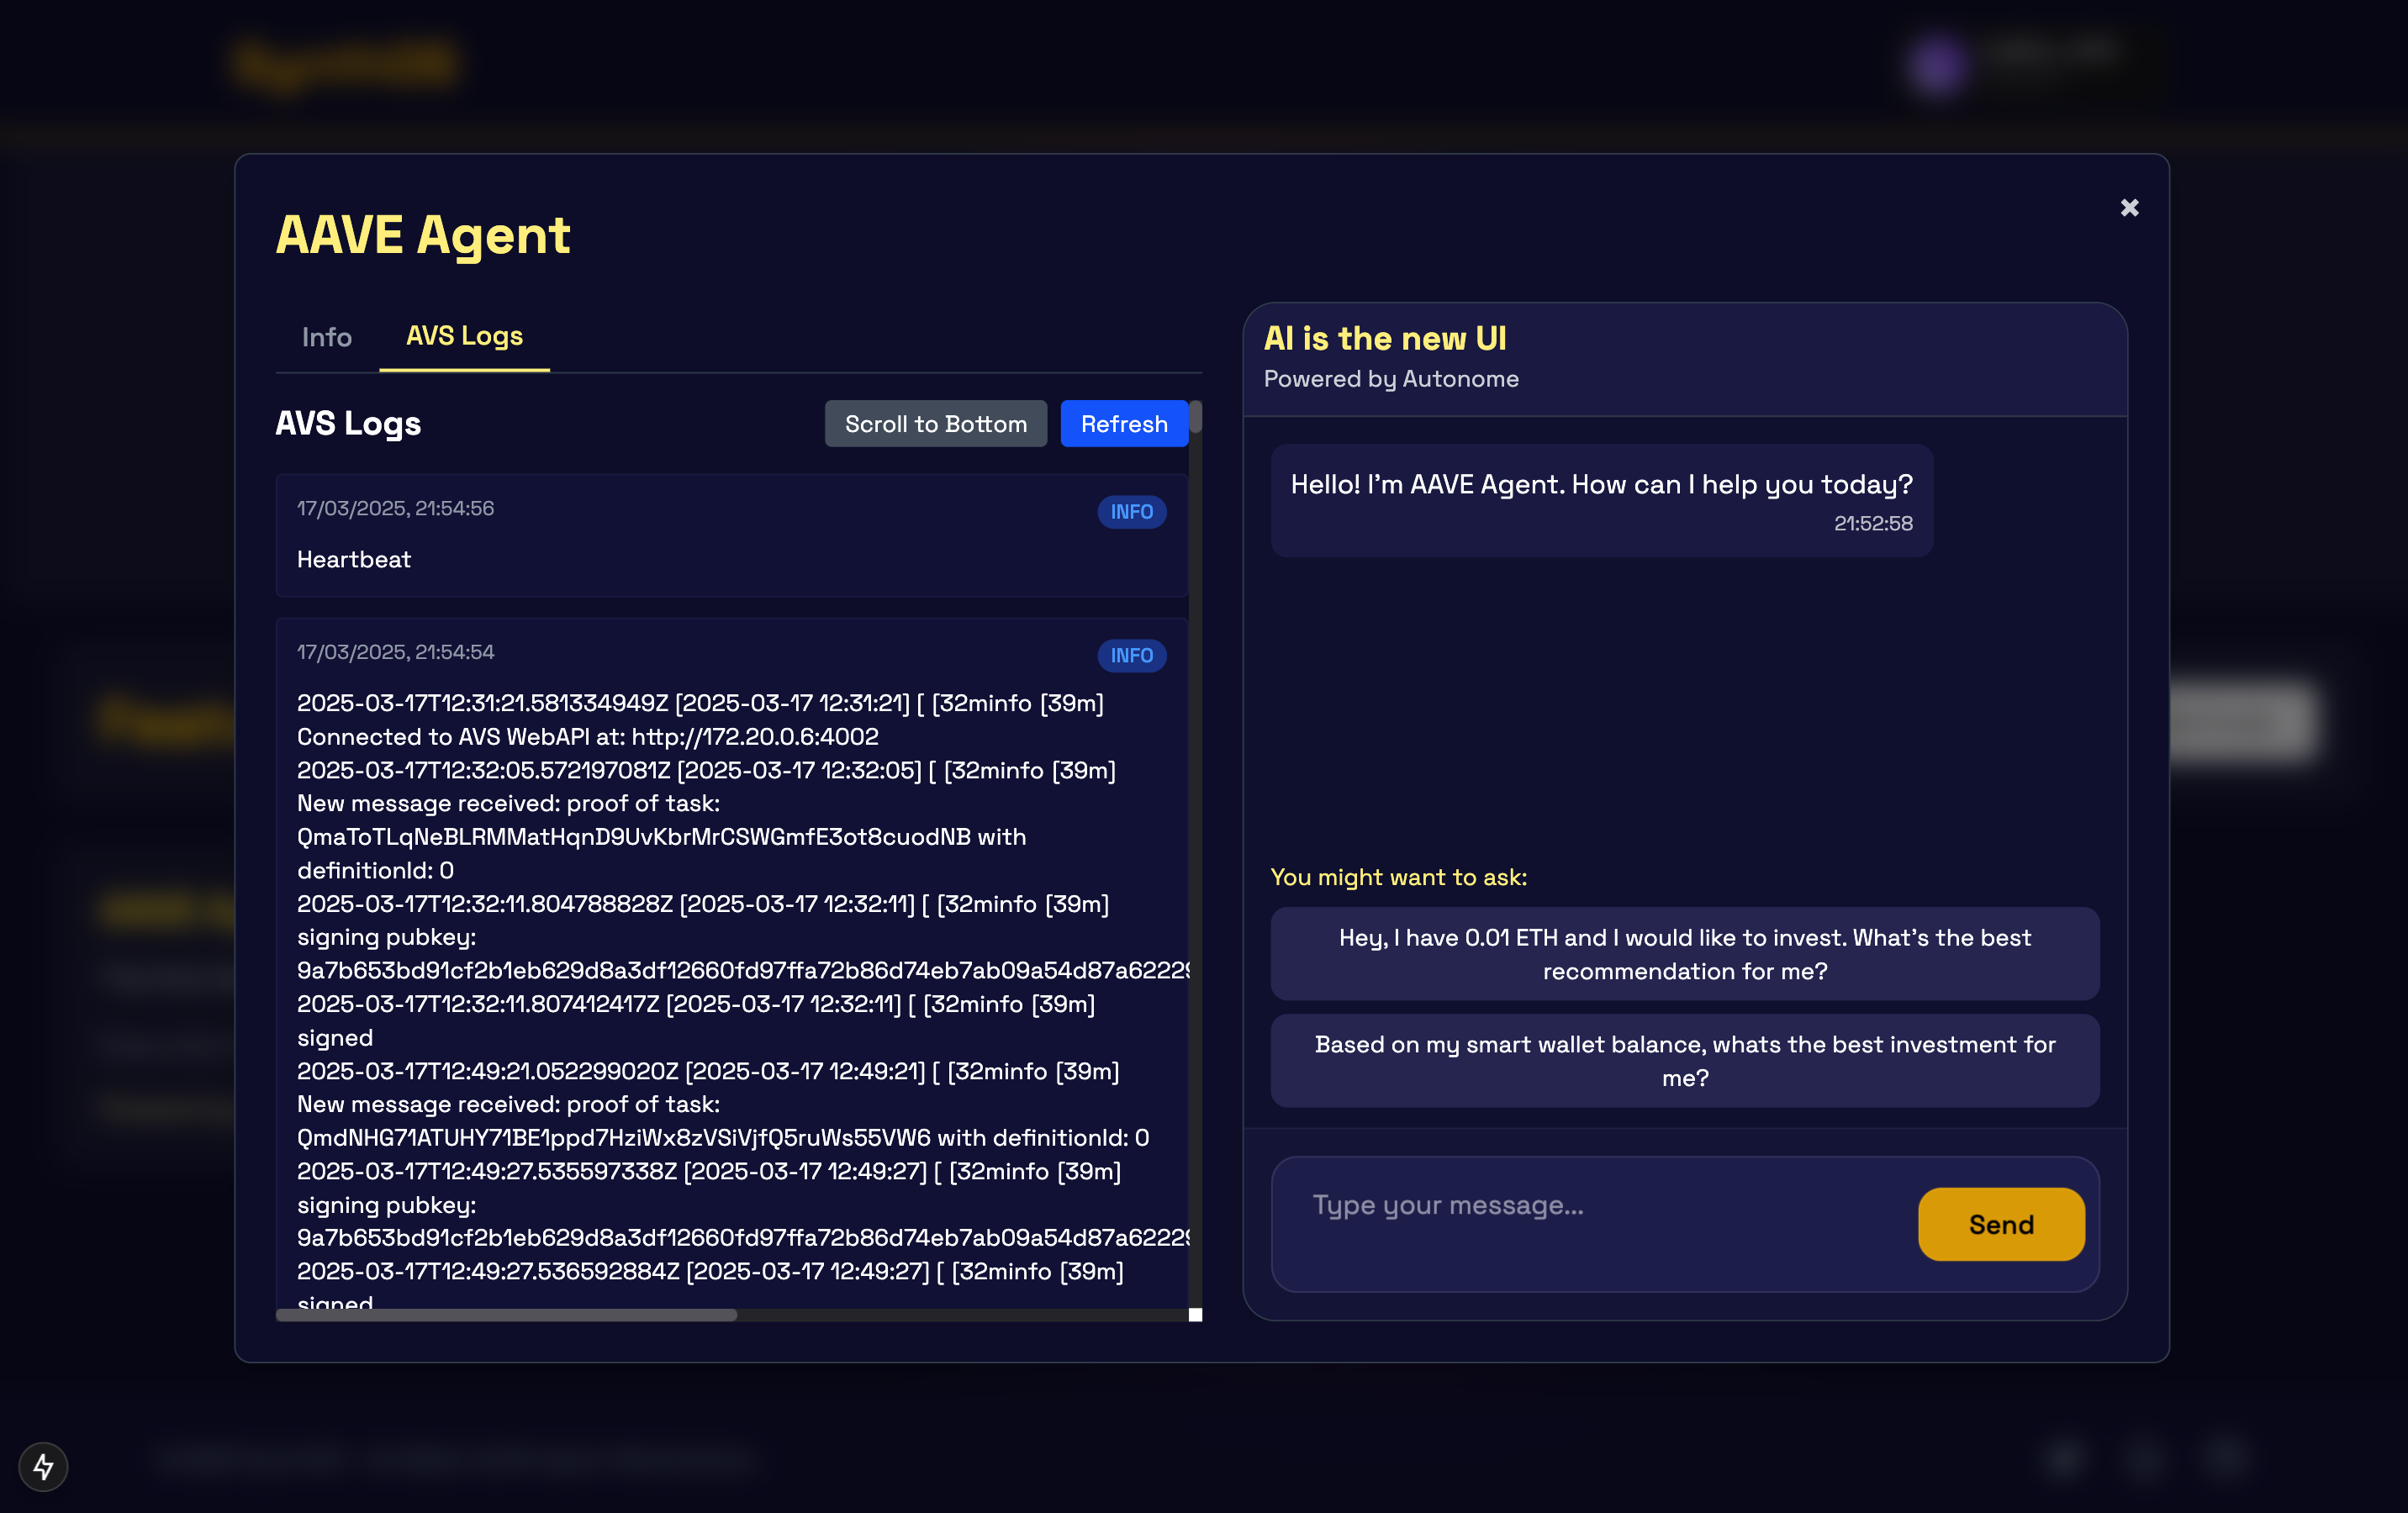 AAVE Agent
✖
Info
AVS Logs
AVS Logs
Scroll to Bottom
Refresh
17/03/2025, 21:54:56
INFO
Heartbeat
17/03/2025, 21:54:54
INFO
2025-03-17T12:31:21.581334949Z [2025-03-17 12:31:21] [ [32minfo [39m]
Connected to AVS WebAPI at: http://172.20.0.6:4002
2025-03-17T12:32:05.572197081Z [2025-03-17 12:32:05] [ [32minfo [39m]
New message received: proof of task:
QmaToTLqNeBLRMMatHqnD9UvKbrMrCSWGmfE3ot8cuodNB with
definitionId: 0
2025-03-17T12:32:11.804788828Z [2025-03-17 12:32:11] [ [32minfo [39m]
signing pubkey:
9a7b653bd91cf2b1eb629d8a3df12660fd97ffa72b86d74eb7ab09a54d87a62229
2025-03-17T12:32:11.807412417Z [2025-03-17 12:32:11] [ [32minfo [39m]
signed
2025-03-17T12:49:21.052299020Z [2025-03-17 12:49:21] [ [32minfo [39m]
New message received: proof of task:
QmdNHG71ATUHY71BE1ppd7HziWx8zVSiVjfQ5ruWs55VW6 with definitionId: 0
2025-03-17T12:49:27.535597338Z [2025-03-17 12:49:27] [ [32minfo [39m]
signing pubkey:
9a7b653bd91cf2b1eb629d8a3df12660fd97ffa72b86d74eb7ab09a54d87a62229
2025-03-17T12:49:27.536592884Z [2025-03-17 12:49:27] [ [32minfo [39m]
signed
AI is the new UI
Powered by Autonome
Hello! I'm AAVE Agent. How can I help you today?
21:52:58
You might want to ask:
Hey, I have 0.01 ETH and I would like to invest. What's the best
recommendation for me?
Based on my smart wallet balance, whats the best investment for
me?
Type your message...
Send